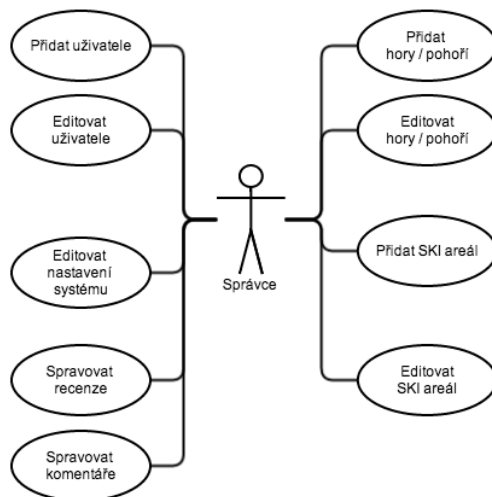 Přidat uživatele
Editovat
uživatele
Editovat
nastavení
systému
Spravovat
recenze
Spravovat
komentáře
Správce
Přidat
hory / pohoří
Editovat
hory / pohoří
Přidat SKI areál
Editovat
SKI areál